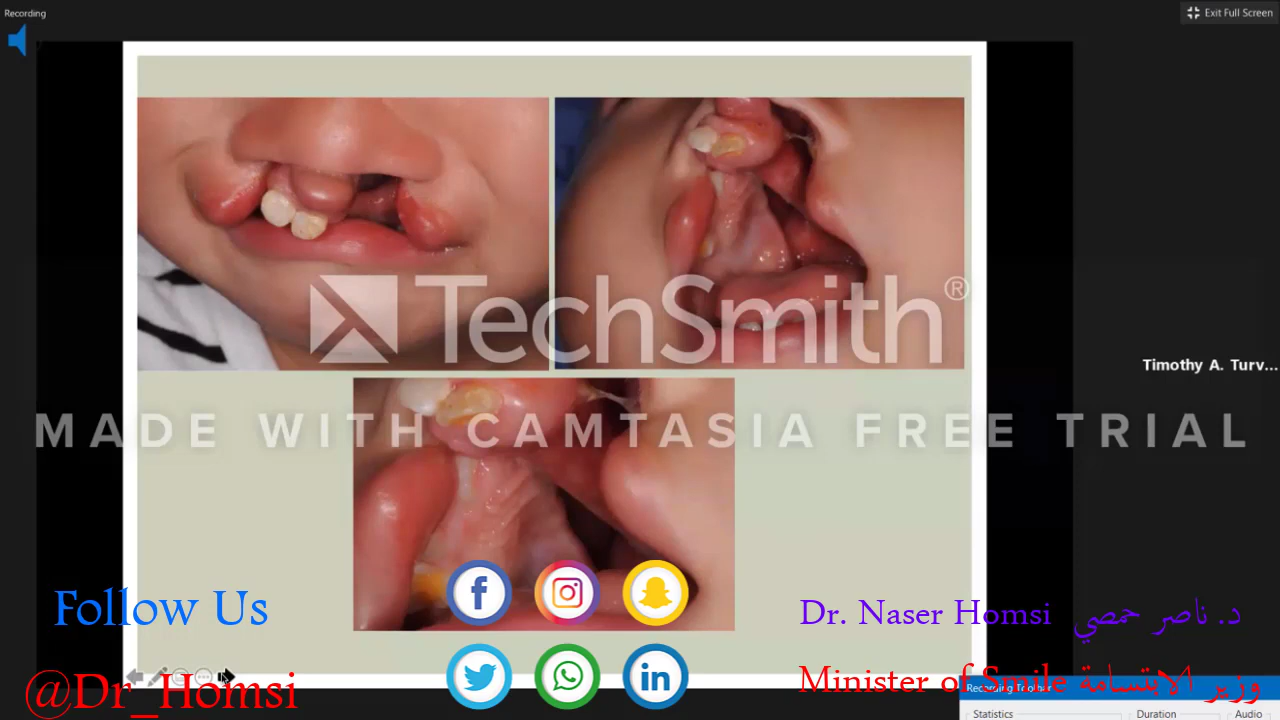 Recording
Exit Full Screen
TechSmith®
Timothy A. Turv...
MADE WITH CAMTASIA FREE TRIAL
Follow Us
Dr. Naser Homsi د. ناصر حمصي
@Dr_Homsi
Minister of Smile وزير الابتسامة
Recording Toolbar
Statistics
Duration
Audio